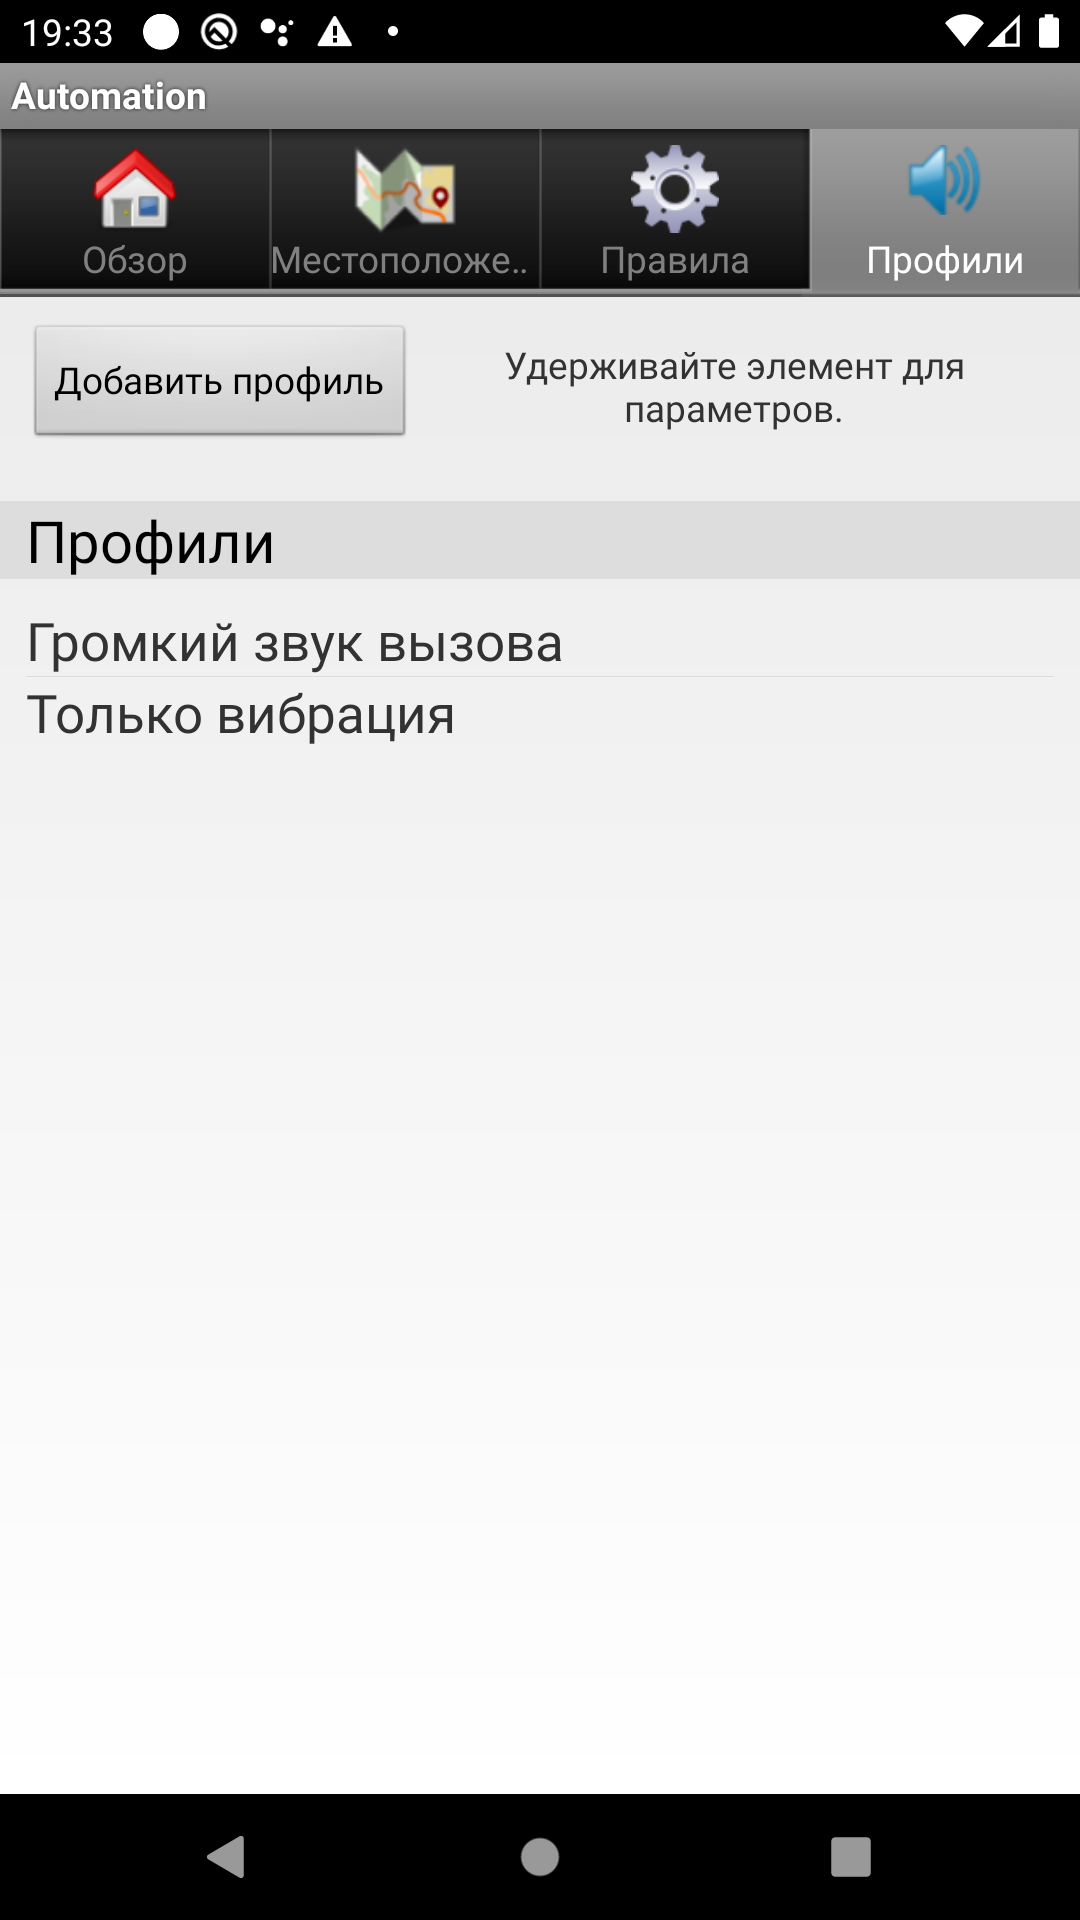 19:33
Automation
Обзор
Местоположе..
Правила
Профили
Добавить профиль
Удерживайте элемент для
параметров.
Профили
Громкий звук вызова
Только вибрация